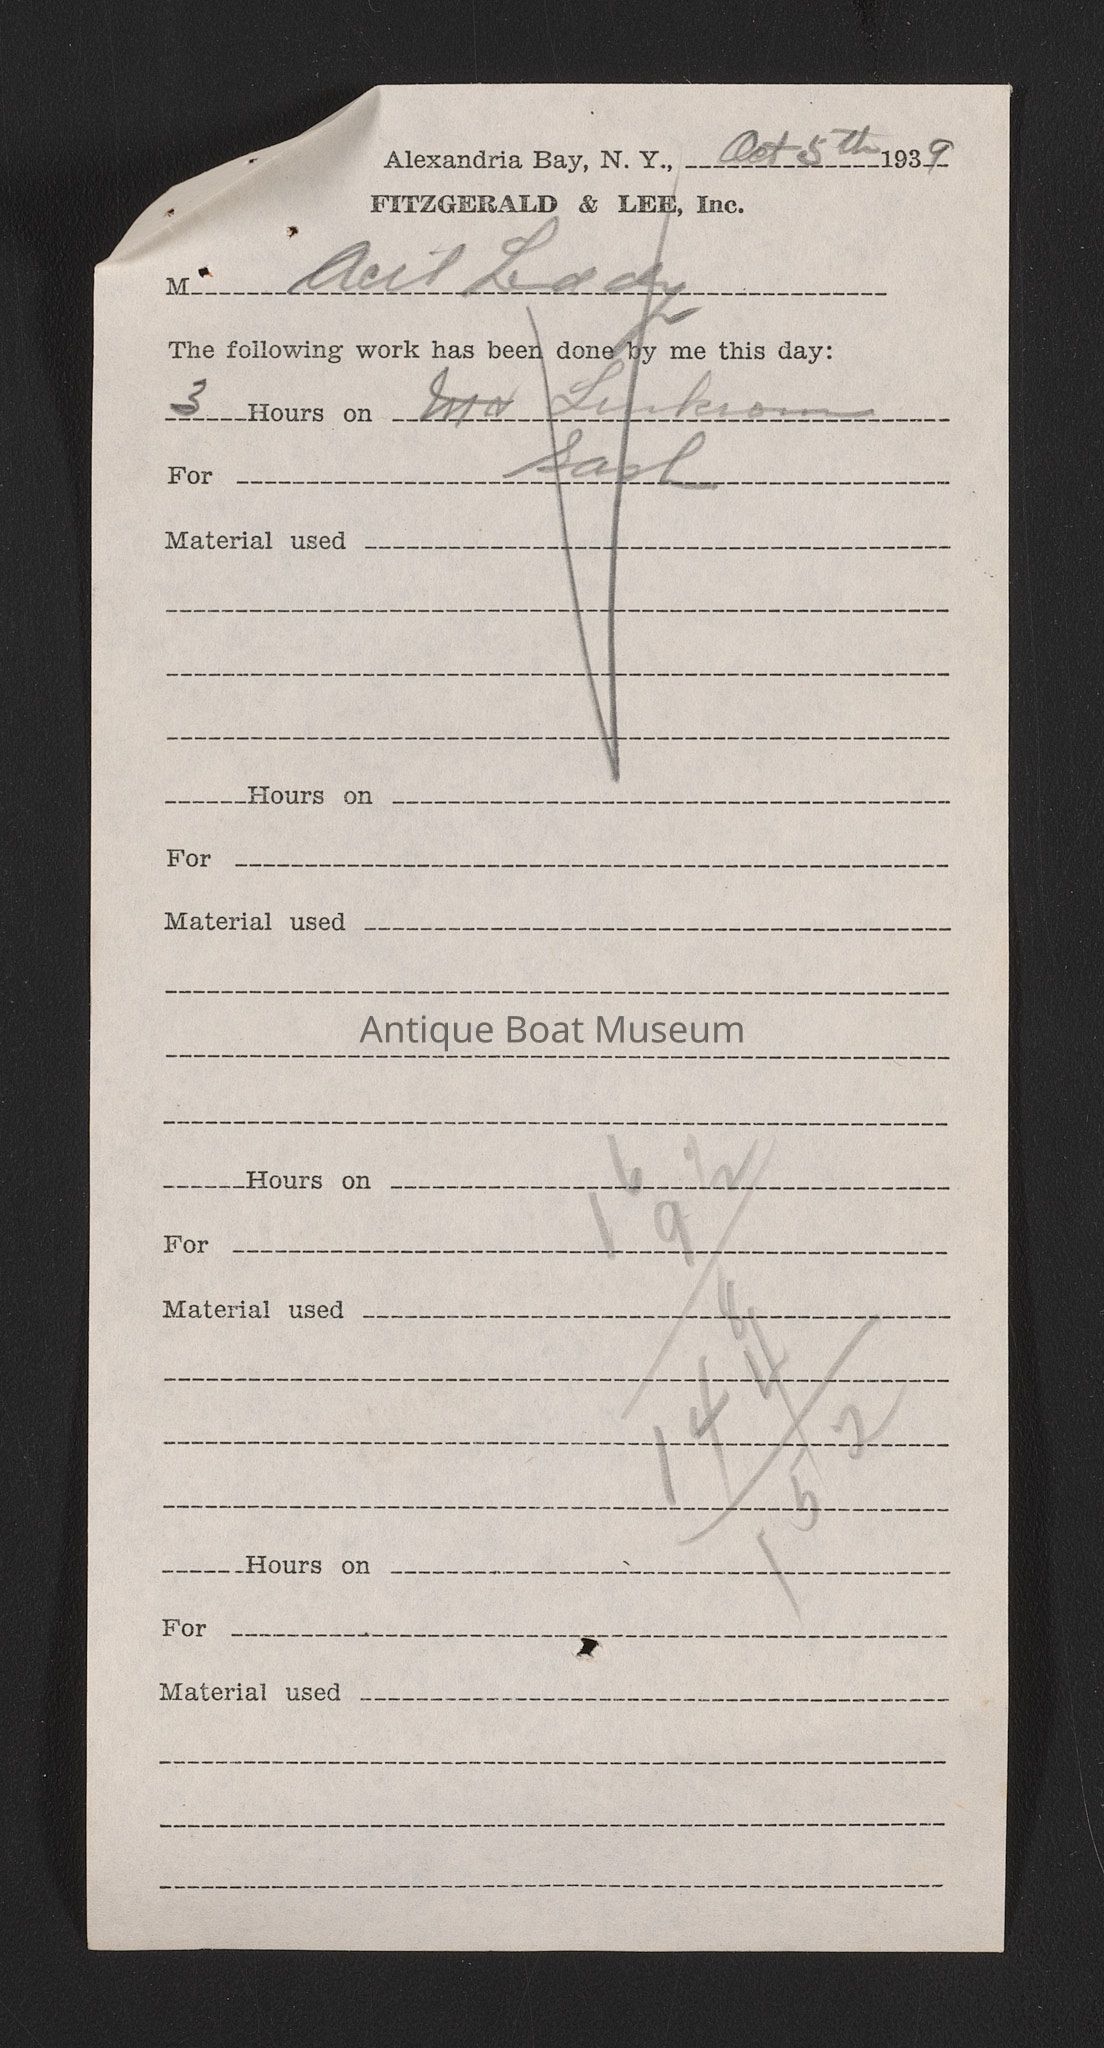 Alexandria Bay, N. Y., Oct 5th 1939
FITZGERALD & LEE, Inc.
M Leddy
The following work has been done by me this day:
3 Hours on Mr
For Sash
Material used
Hours on
For
Material used
Antique Boat Museum
Hours on
For
Material used
Hours on
For
Material used